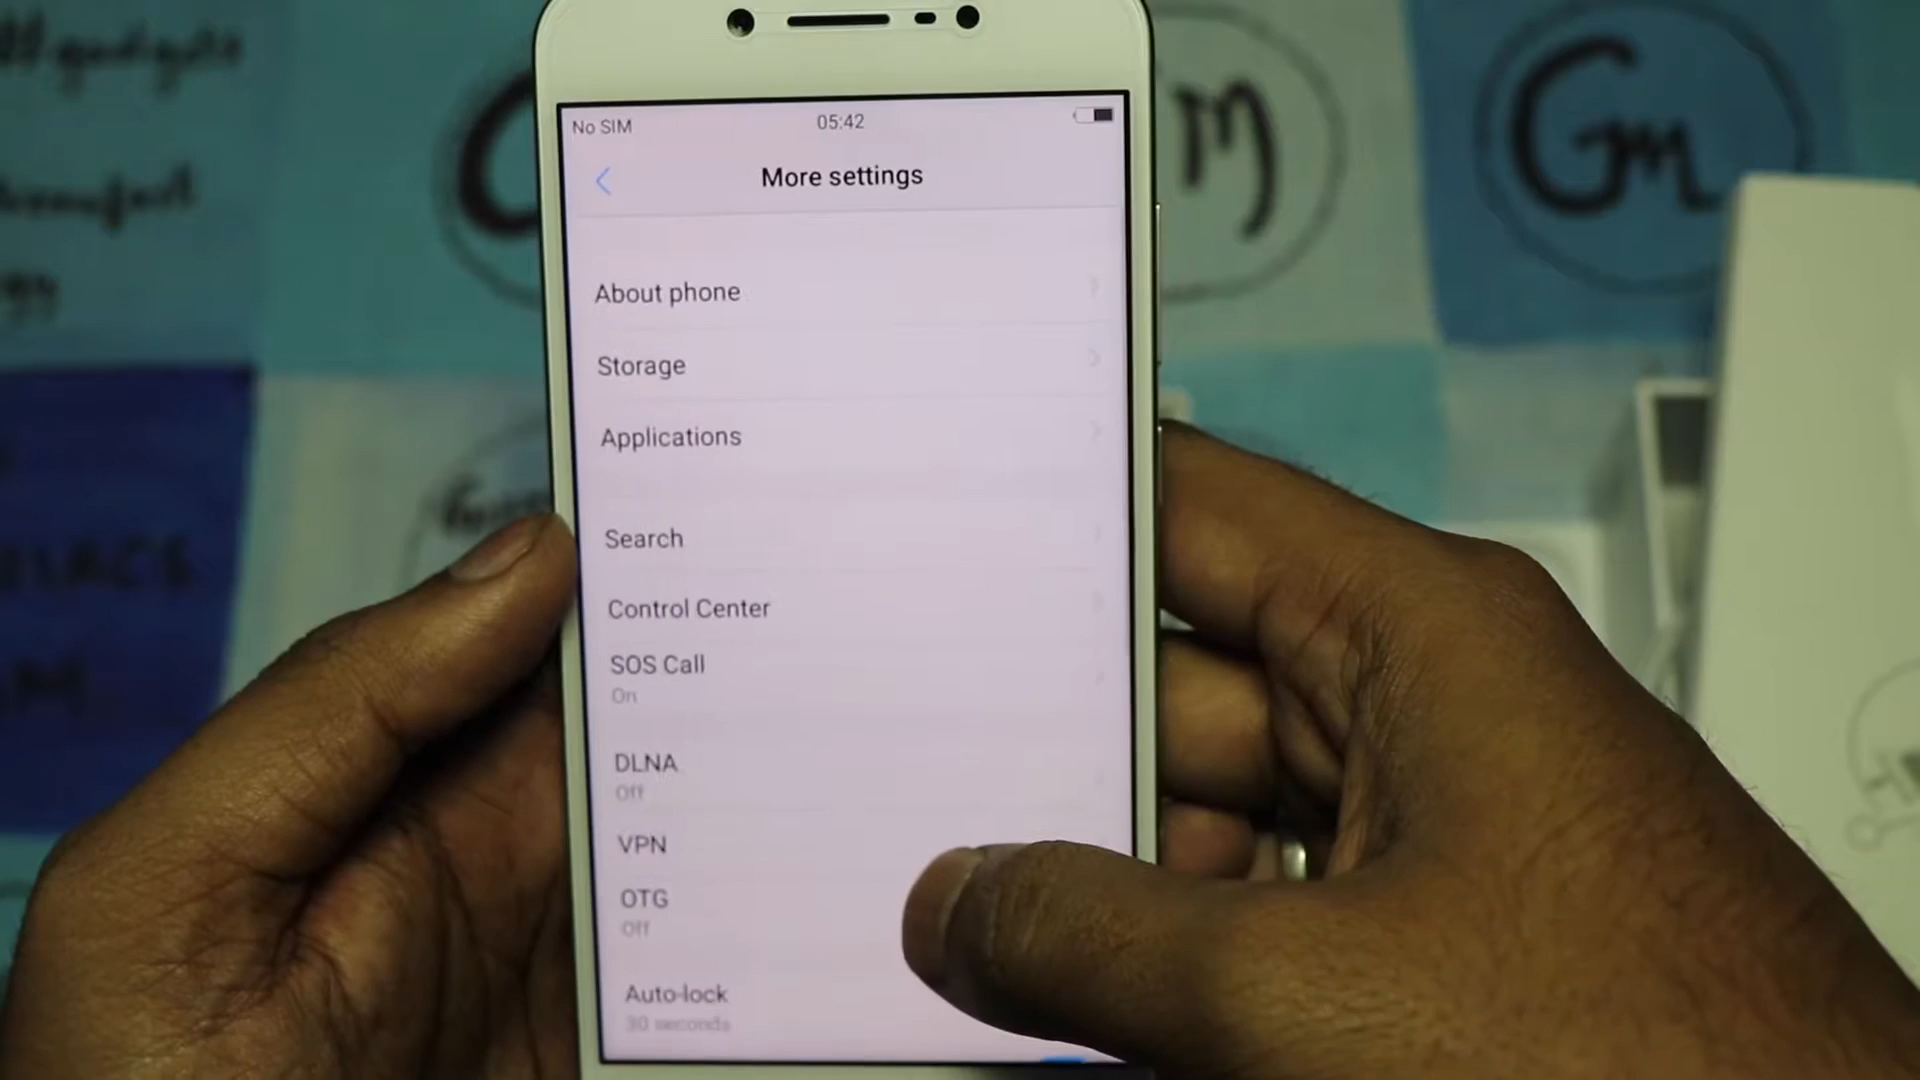 No SIM
05:42
More settings
About phone
Storage
Applications
Search
Control Center
SOS Call
On
DLNA
Off
VPN
OTG
Off
Auto-lock
30 seconds
M
Gm